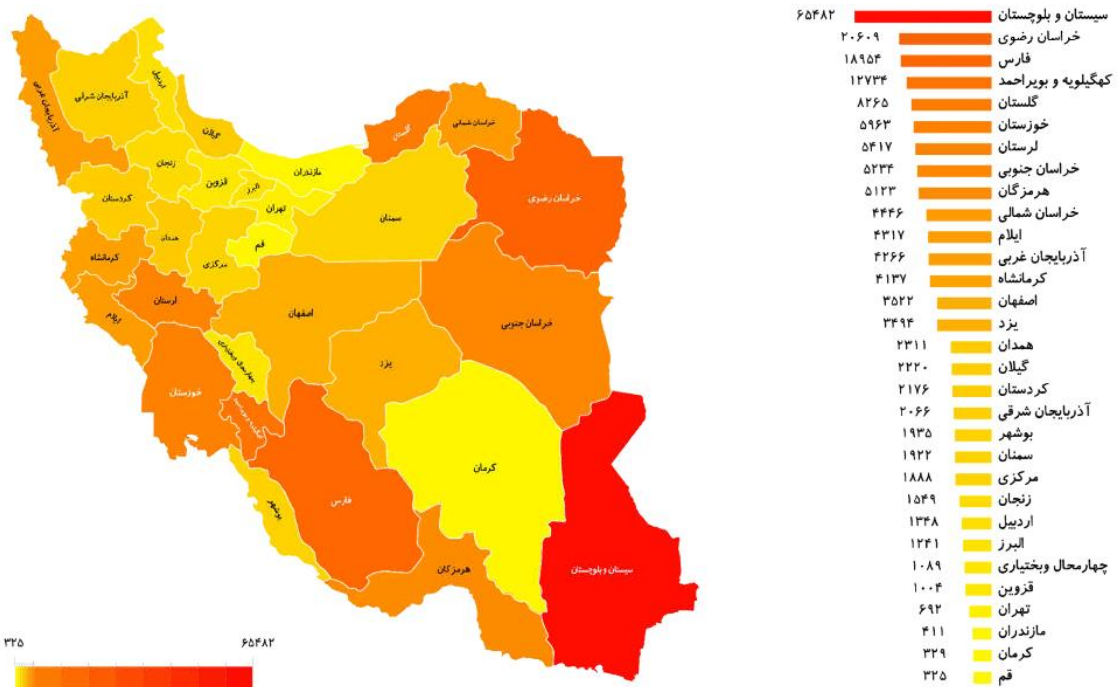 سیستان و بلوچستان ۶۵۴۸۲
خراسان رضوی ۲۰۶۰۹
فارس ۱۸۹۵۴
کهگیلویه و بویراحمد ۱۲۷۳۴
گلستان ۸۲۶۵
خوزستان ۵۹۶۳
لرستان ۵۴۱۷
خراسان جنوبی ۵۲۳۴
هرمزگان ۵۱۲۳
خراسان شمالی ۴۴۴۶
ایلام ۴۳۱۷
آذربایجان غربی ۴۲۶۶
کرمانشاه ۴۱۳۷
اصفهان ۳۵۲۲
یزد ۳۴۹۴
همدان ۲۳۱۱
گیلان ۲۲۲۰
کردستان ۲۱۷۶
آذربایجان شرقی ۲۰۶۶
بوشهر ۱۹۳۵
سمنان ۱۹۲۲
مرکزی ۱۸۸۸
زنجان ۱۵۴۹
اردبیل ۱۳۴۸
البرز ۱۲۴۱
چهارمحال وبختیاری ۱۰۸۹
قزوین ۱۰۰۴
تهران ۶۹۲
مازندران ۴۱۱
کرمان ۳۲۹
قم ۳۲۵
اردبیل
آذربایجان شرقی
آذربایجان غربی
گیلان
گلستان
خراسان شمالی
زنجان
مازندران
قزوین
البرز
کردستان
تهران
خراسان رضوی
سمنان
همدان
قم
کرمانشاه
مرکزی
لرستان
ایلام
اصفهان
خراسان جنوبی
چهارمحال وبختیاری
یزد
خوزستان
کرمان
فارس
بوشهر
هرمزگان
سیستان و بلوچستان
۳۲۵
۶۵۴۸۲